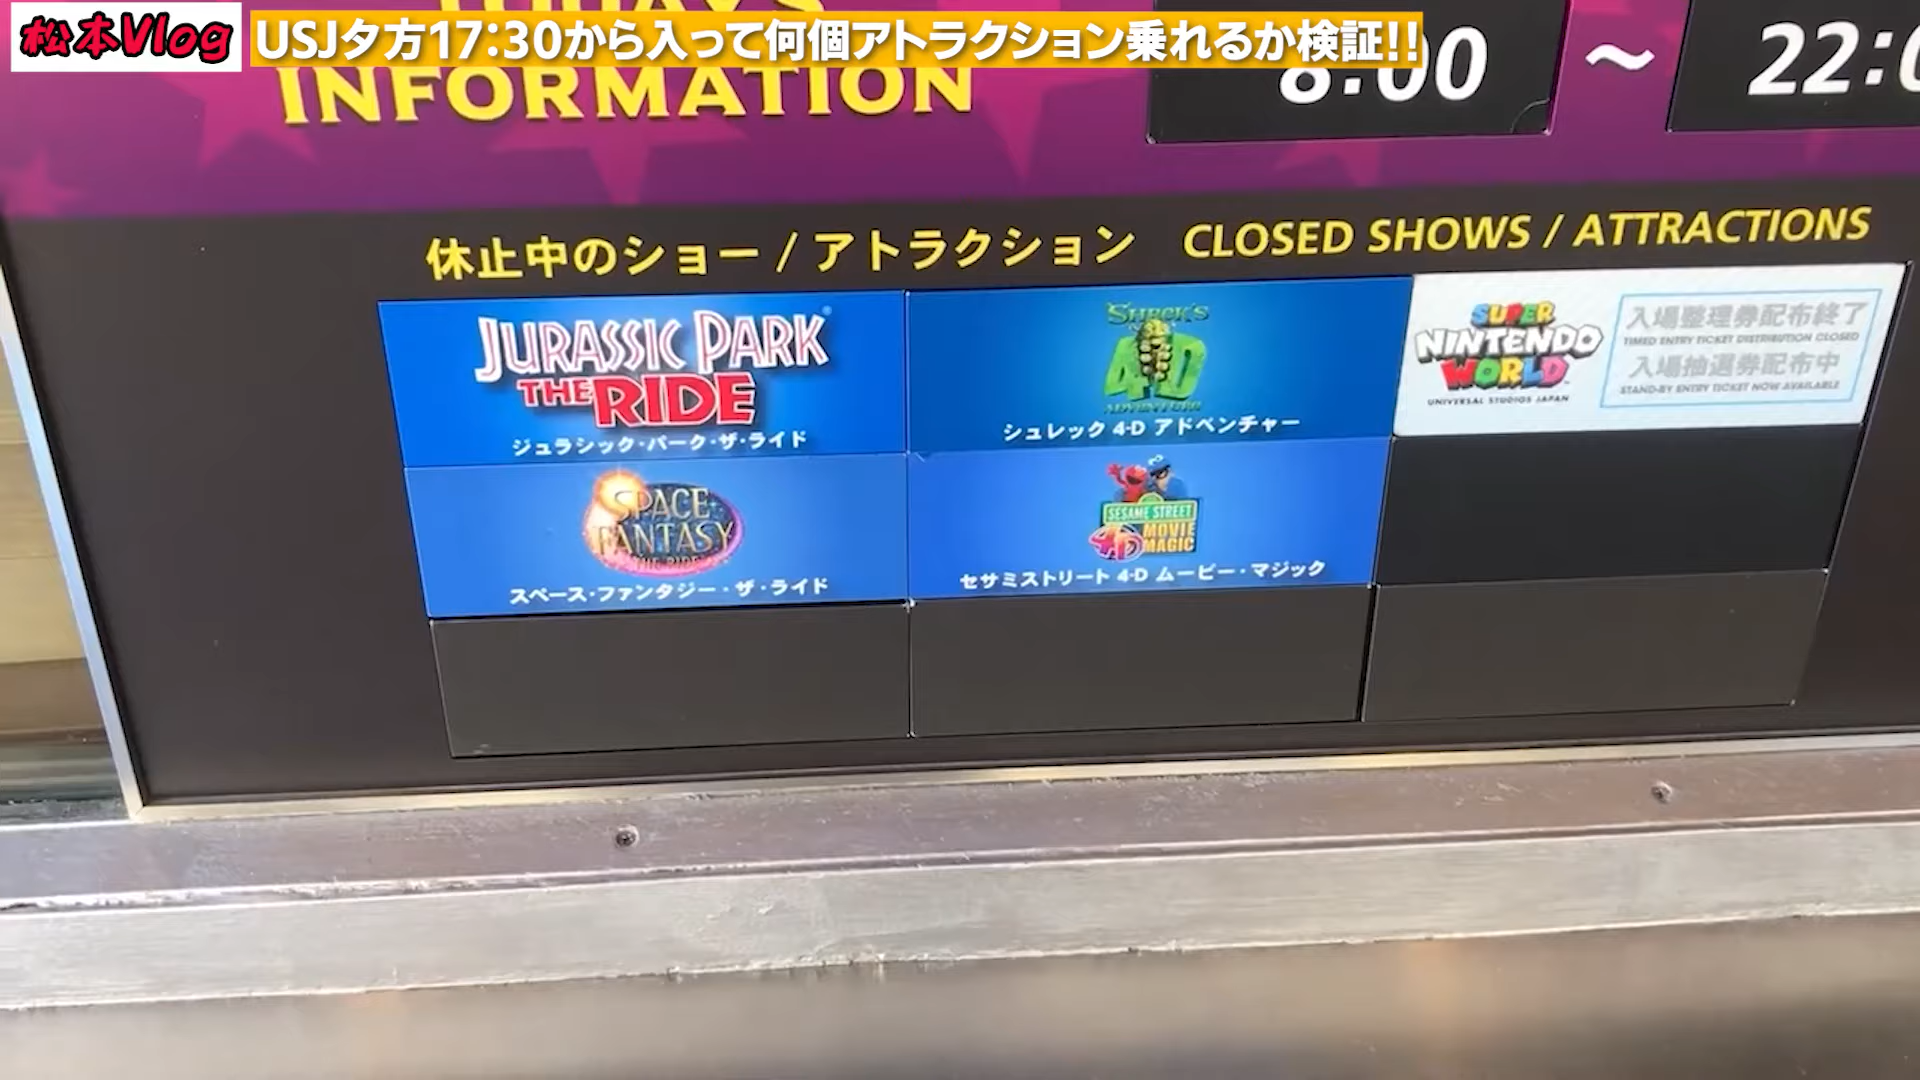 松本Vlog
USJ夕方17:30から入って何個アトラクション乗れるか検証!!
INFORMATION
8:00 ～ 22:0
休止中のショー / アトラクション CLOSED SHOWS / ATTRACTIONS
JURASSIC PARK
THE RIDE
ジュラシック・パーク・ザ・ライド
SHREK'S
4-D
ADVENTURE
シュレック 4-D アドベンチャー
SUPER
NINTENDO
WORLD
UNIVERSAL STUDIOS JAPAN
入場整理券配布終了
TIMED ENTRY TICKET DISTRIBUTION CLOSED
入場抽選券配布中
STAND-BY ENTRY TICKET NOW AVAILABLE
SPACE
FANTASY
THE RIDE
スペース・ファンタジー・ザ・ライド
SESAME STREET
4-D MOVIE
MAGIC
セサミストリート 4-D ムービー・マジック